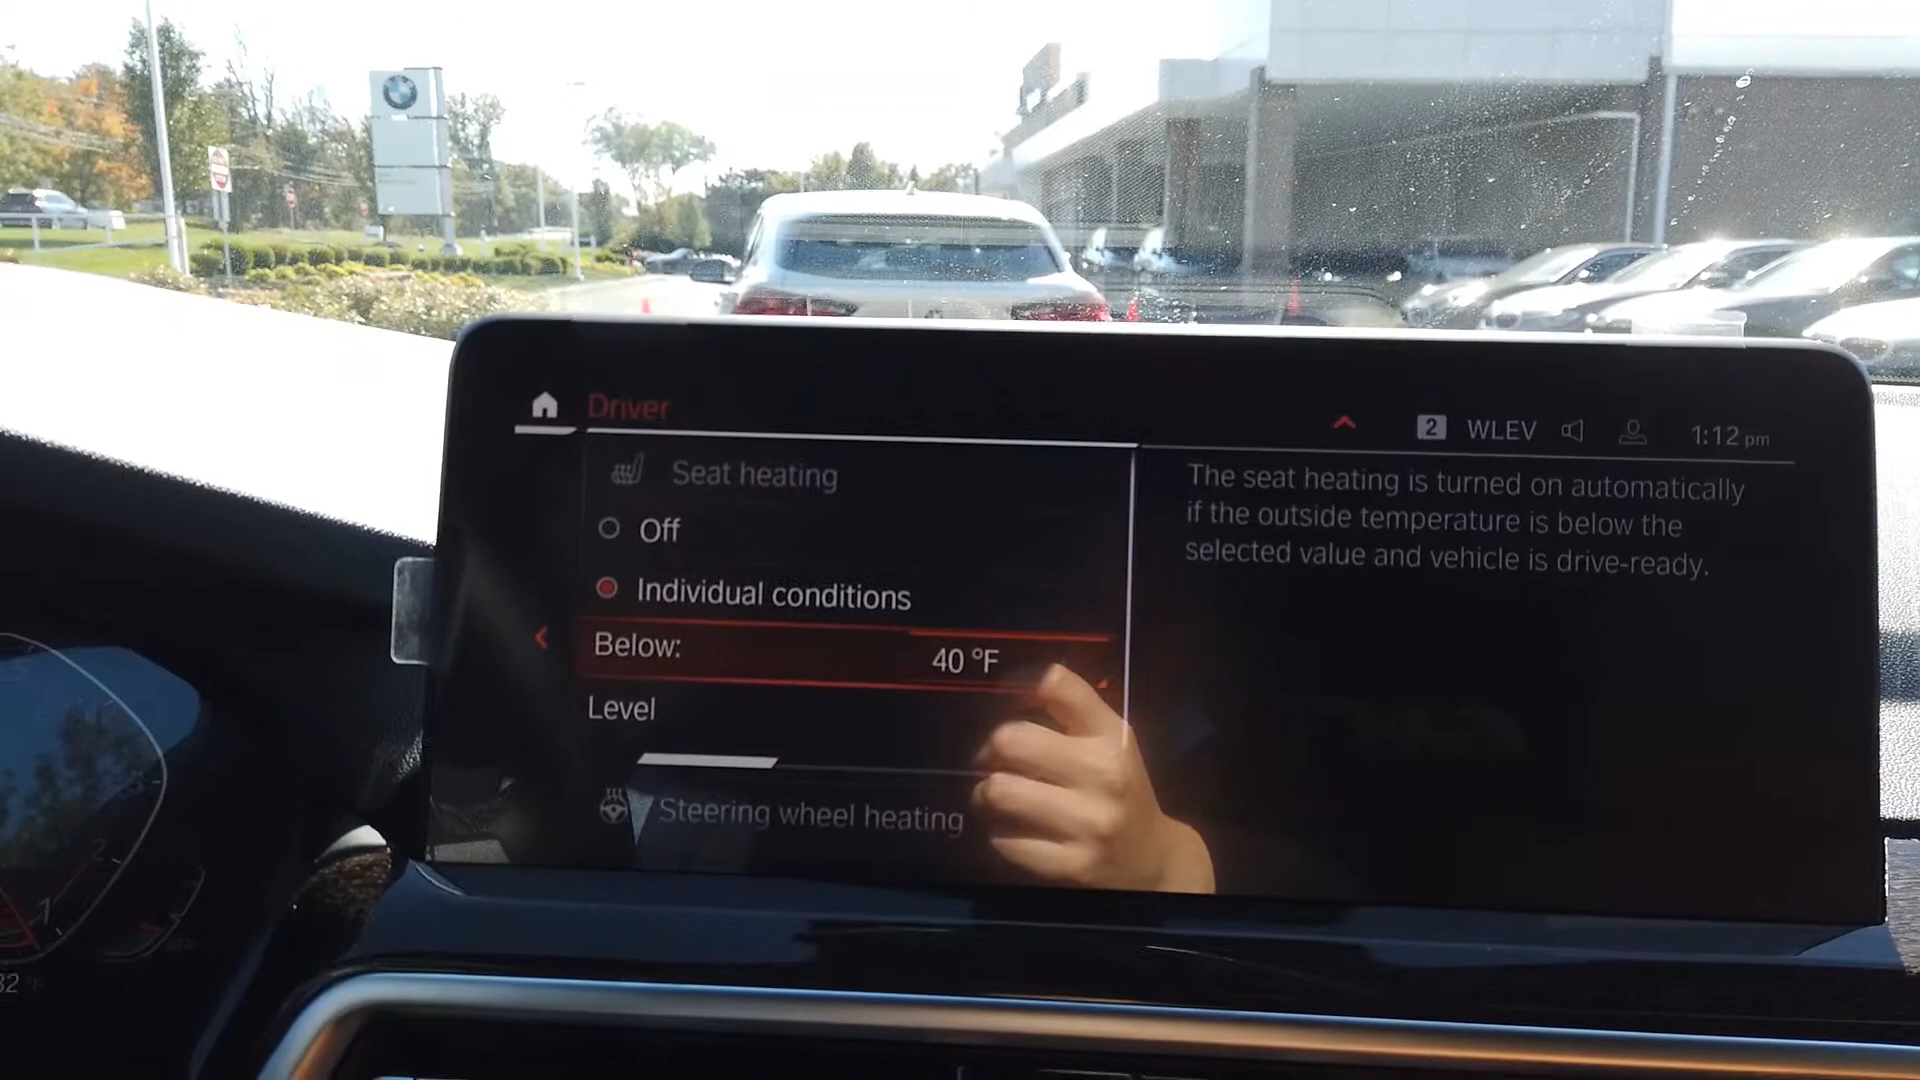 Driver
2 WLEV 1:12 pm
Seat heating
Off
Individual conditions
Below: 40 °F
Level
Steering wheel heating
The seat heating is turned on automatically
if the outside temperature is below the
selected value and vehicle is drive-ready.
2
1